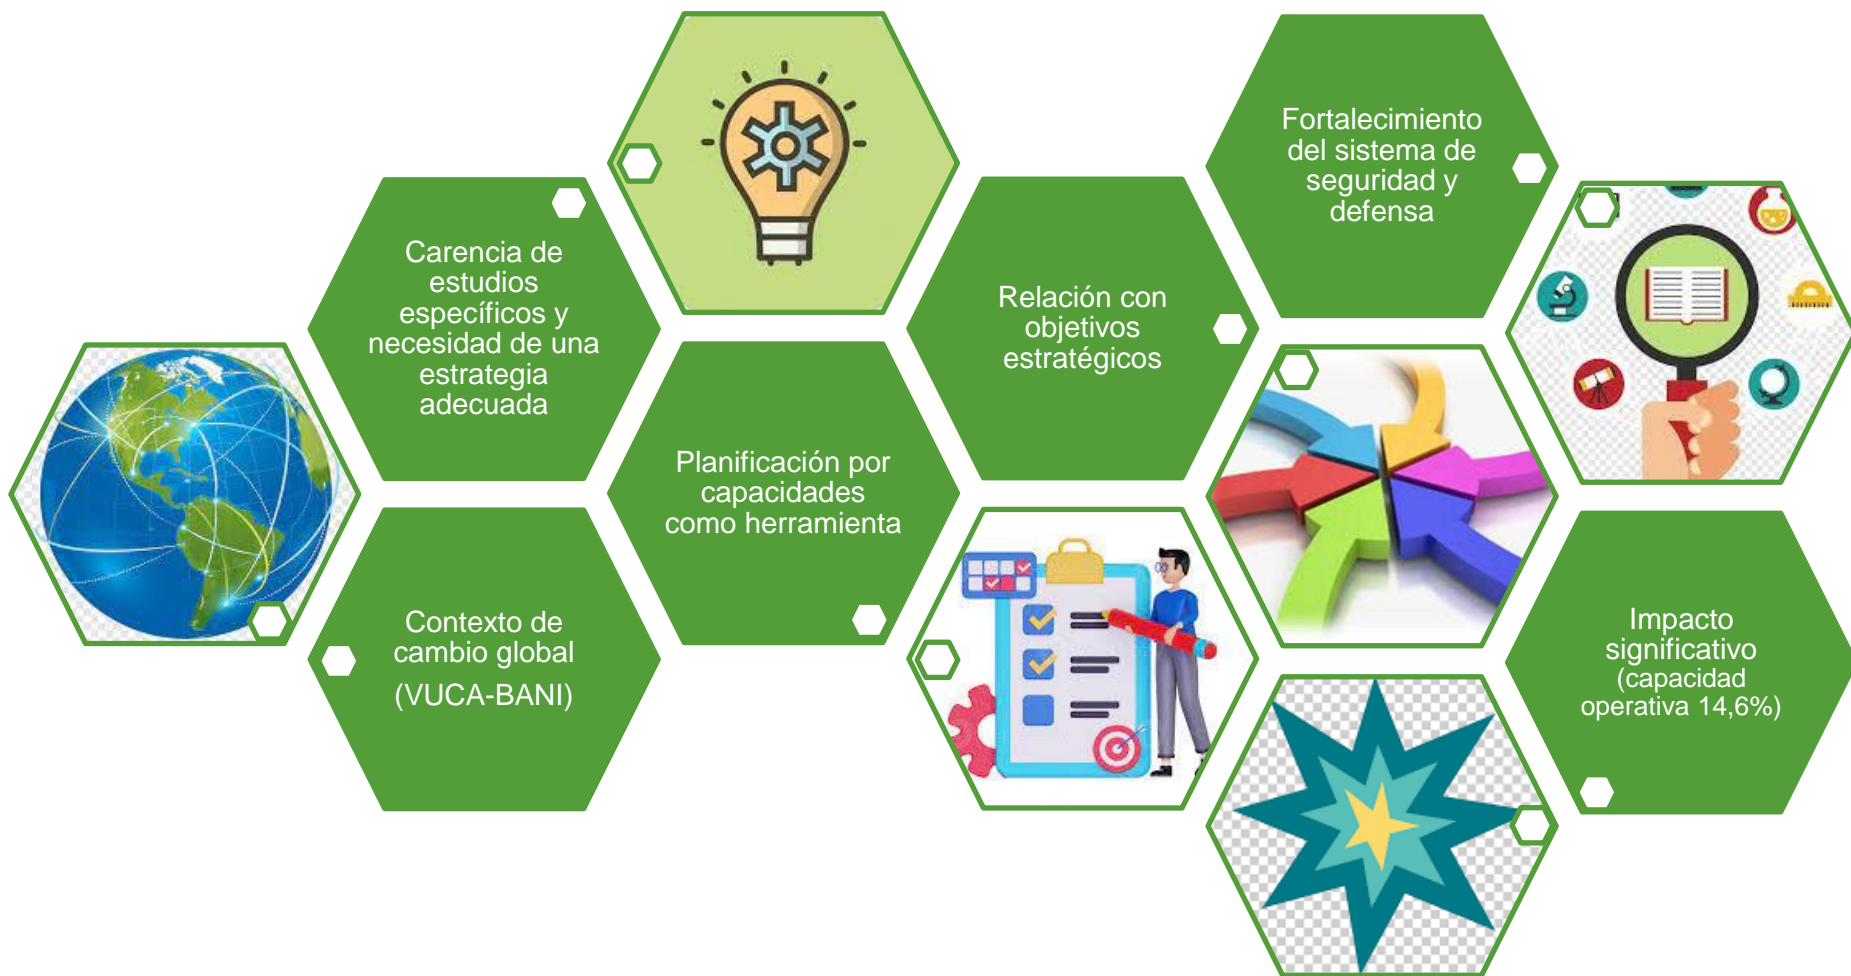 Carencia de
estudios
específicos y
necesidad de una
estrategia
adecuada
Contexto de
cambio global
(VUCA-BANI)
Planificación por
capacidades
como herramienta
Relación con
objetivos
estratégicos
Fortalecimiento
del sistema de
seguridad y
defensa
Impacto
significativo
(capacidad
operativa 14,6%)